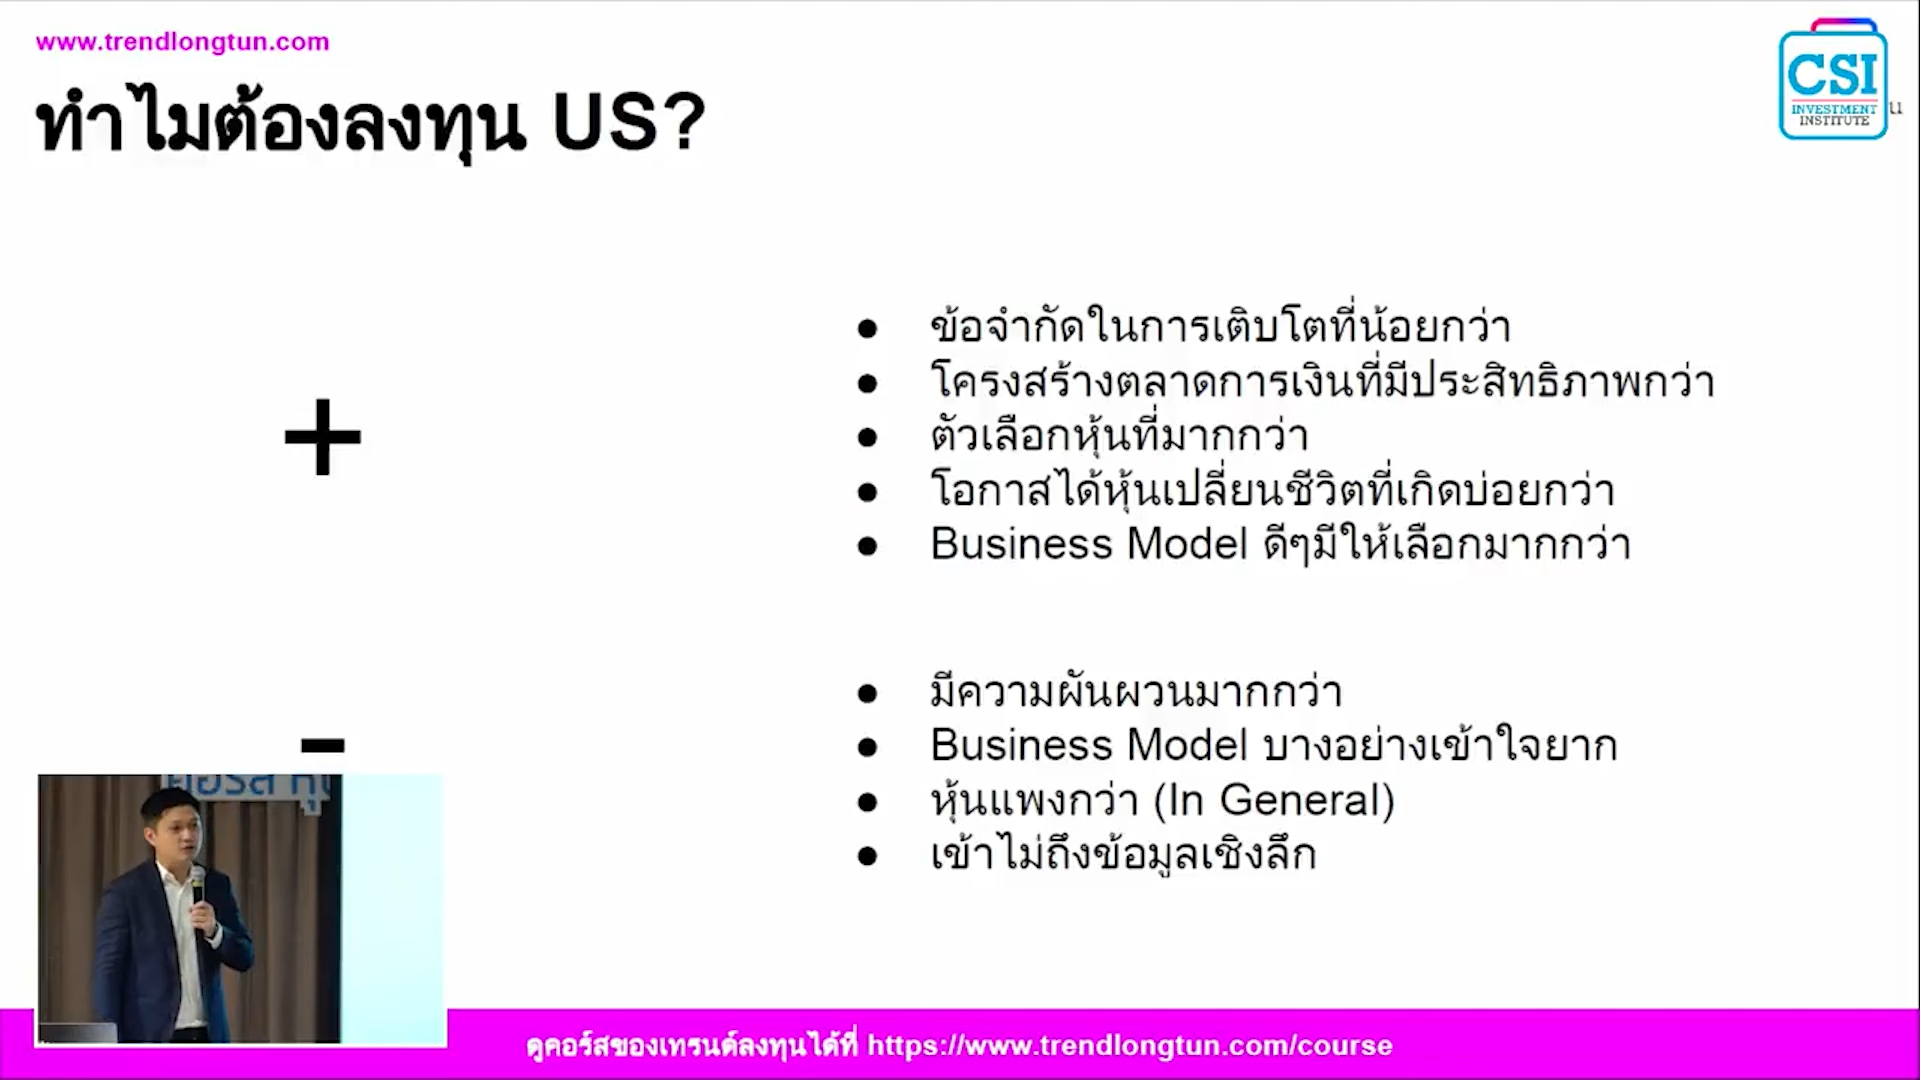 www.trendlongtun.com
ทำไมต้องลงทุน US?
CSI
INVESTMENT
INSTITUTE
น
+
● ข้อจำกัดในการเติบโตที่น้อยกว่า
● โครงสร้างตลาดการเงินที่มีประสิทธิภาพกว่า
● ตัวเลือกหุ้นที่มากกว่า
● โอกาสได้หุ้นเปลี่ยนชีวิตที่เกิดบ่อยกว่า
● Business Model ดีๆมีให้เลือกมากกว่า
-
● มีความผันผวนมากกว่า
● Business Model บางอย่างเข้าใจยาก
● หุ้นแพงกว่า (In General)
● เข้าไม่ถึงข้อมูลเชิงลึก
คอร์ส หุ้น
ดูคอร์สของเทรนด์ลงทุนได้ที่ https://www.trendlongtun.com/course